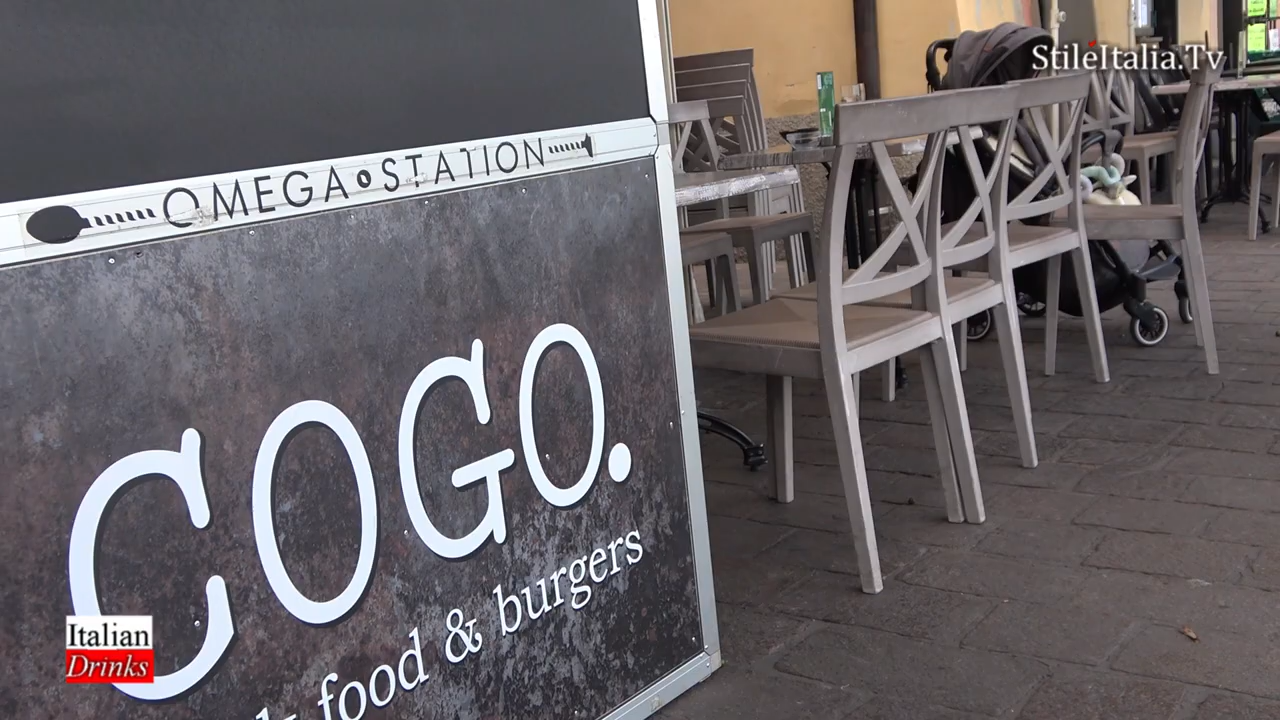 StileItalia.Tv
OMEGA STATION
COGO.
food & burgers
Italian
Drinks